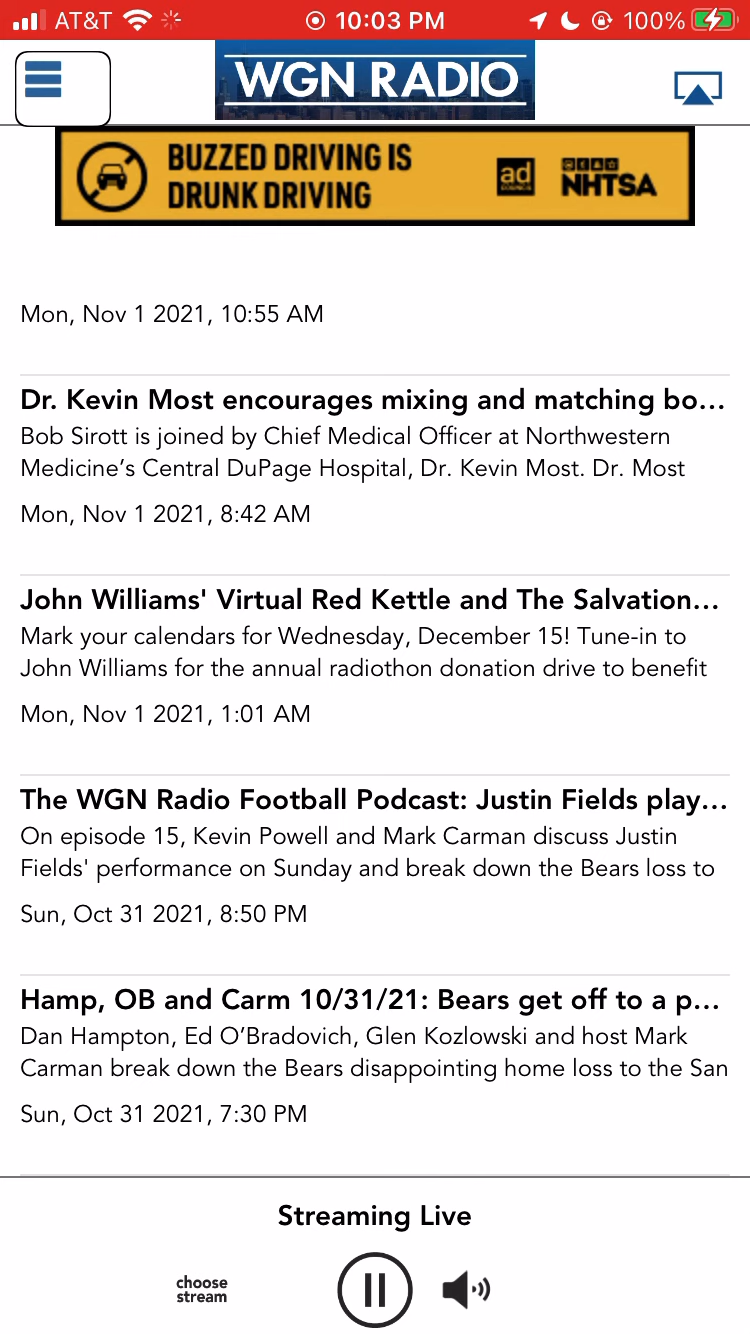 AT&T 10:03 PM 100%
WGN RADIO
BUZZED DRIVING IS
DRUNK DRIVING
ad
NHTSA
Mon, Nov 1 2021, 10:55 AM
Dr. Kevin Most encourages mixing and matching bo...
Bob Sirott is joined by Chief Medical Officer at Northwestern
Medicine’s Central DuPage Hospital, Dr. Kevin Most. Dr. Most
Mon, Nov 1 2021, 8:42 AM
John Williams' Virtual Red Kettle and The Salvation...
Mark your calendars for Wednesday, December 15! Tune-in to
John Williams for the annual radiothon donation drive to benefit
Mon, Nov 1 2021, 1:01 AM
The WGN Radio Football Podcast: Justin Fields play...
On episode 15, Kevin Powell and Mark Carman discuss Justin
Fields' performance on Sunday and break down the Bears loss to
Sun, Oct 31 2021, 8:50 PM
Hamp, OB and Carm 10/31/21: Bears get off to a p...
Dan Hampton, Ed O’Bradovich, Glen Kozlowski and host Mark
Carman break down the Bears disappointing home loss to the San
Sun, Oct 31 2021, 7:30 PM
Streaming Live
choose
stream